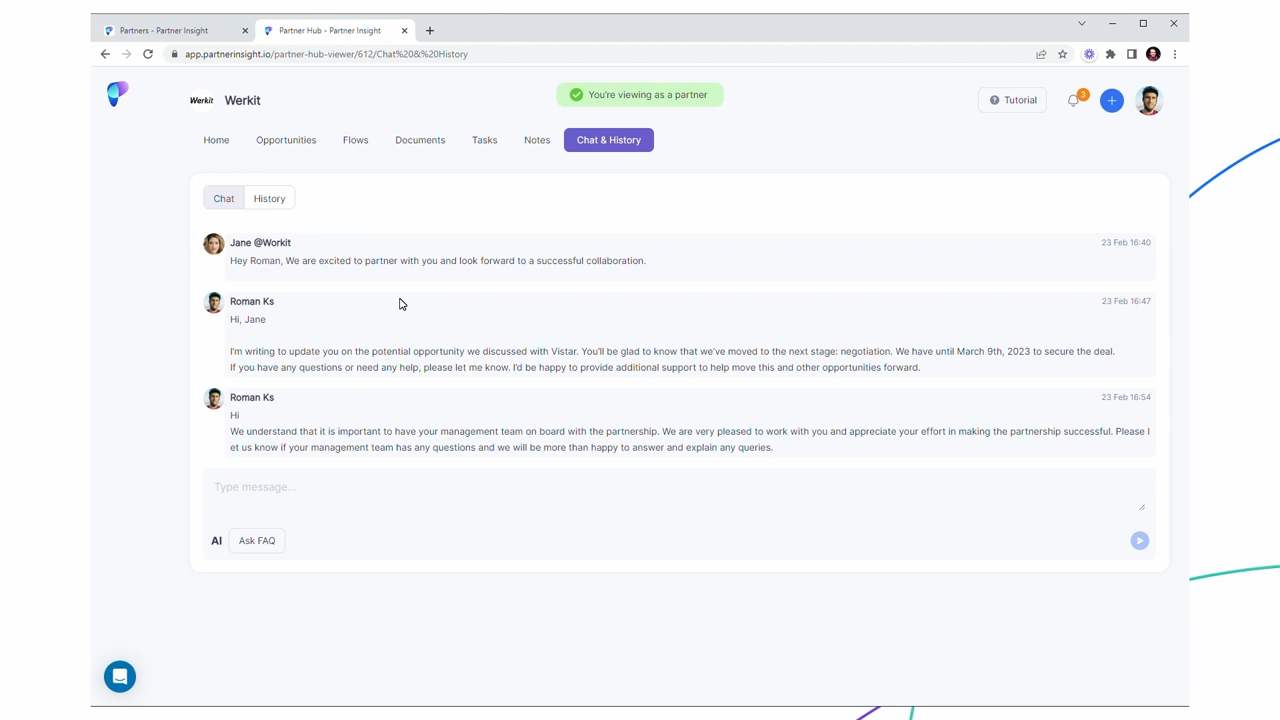 Partners - Partner Insight
Partner Hub - Partner Insight
app.partnerinsight.io/partner-hub-viewer/612/Chat%20&%20History
Werkit Werkit
You're viewing as a partner
Tutorial
3
Home Opportunities Flows Documents Tasks Notes Chat & History
Chat History
Jane @Workit 23 Feb 16:40
Hey Roman, We are excited to partner with you and look forward to a successful collaboration.
Roman Ks 23 Feb 16:47
Hi, Jane
I'm writing to update you on the potential opportunity we discussed with Vistar. You'll be glad to know that we've moved to the next stage: negotiation. We have until March 9th, 2023 to secure the deal.
If you have any questions or need any help, please let me know. I'd be happy to provide additional support to help move this and other opportunities forward.
Roman Ks 23 Feb 16:54
Hi
We understand that it is important to have your management team on board with the partnership. We are very pleased to work with you and appreciate your effort in making the partnership successful. Please l
et us know if your management team has any questions and we will be more than happy to answer and explain any queries.
Type message...
AI Ask FAQ